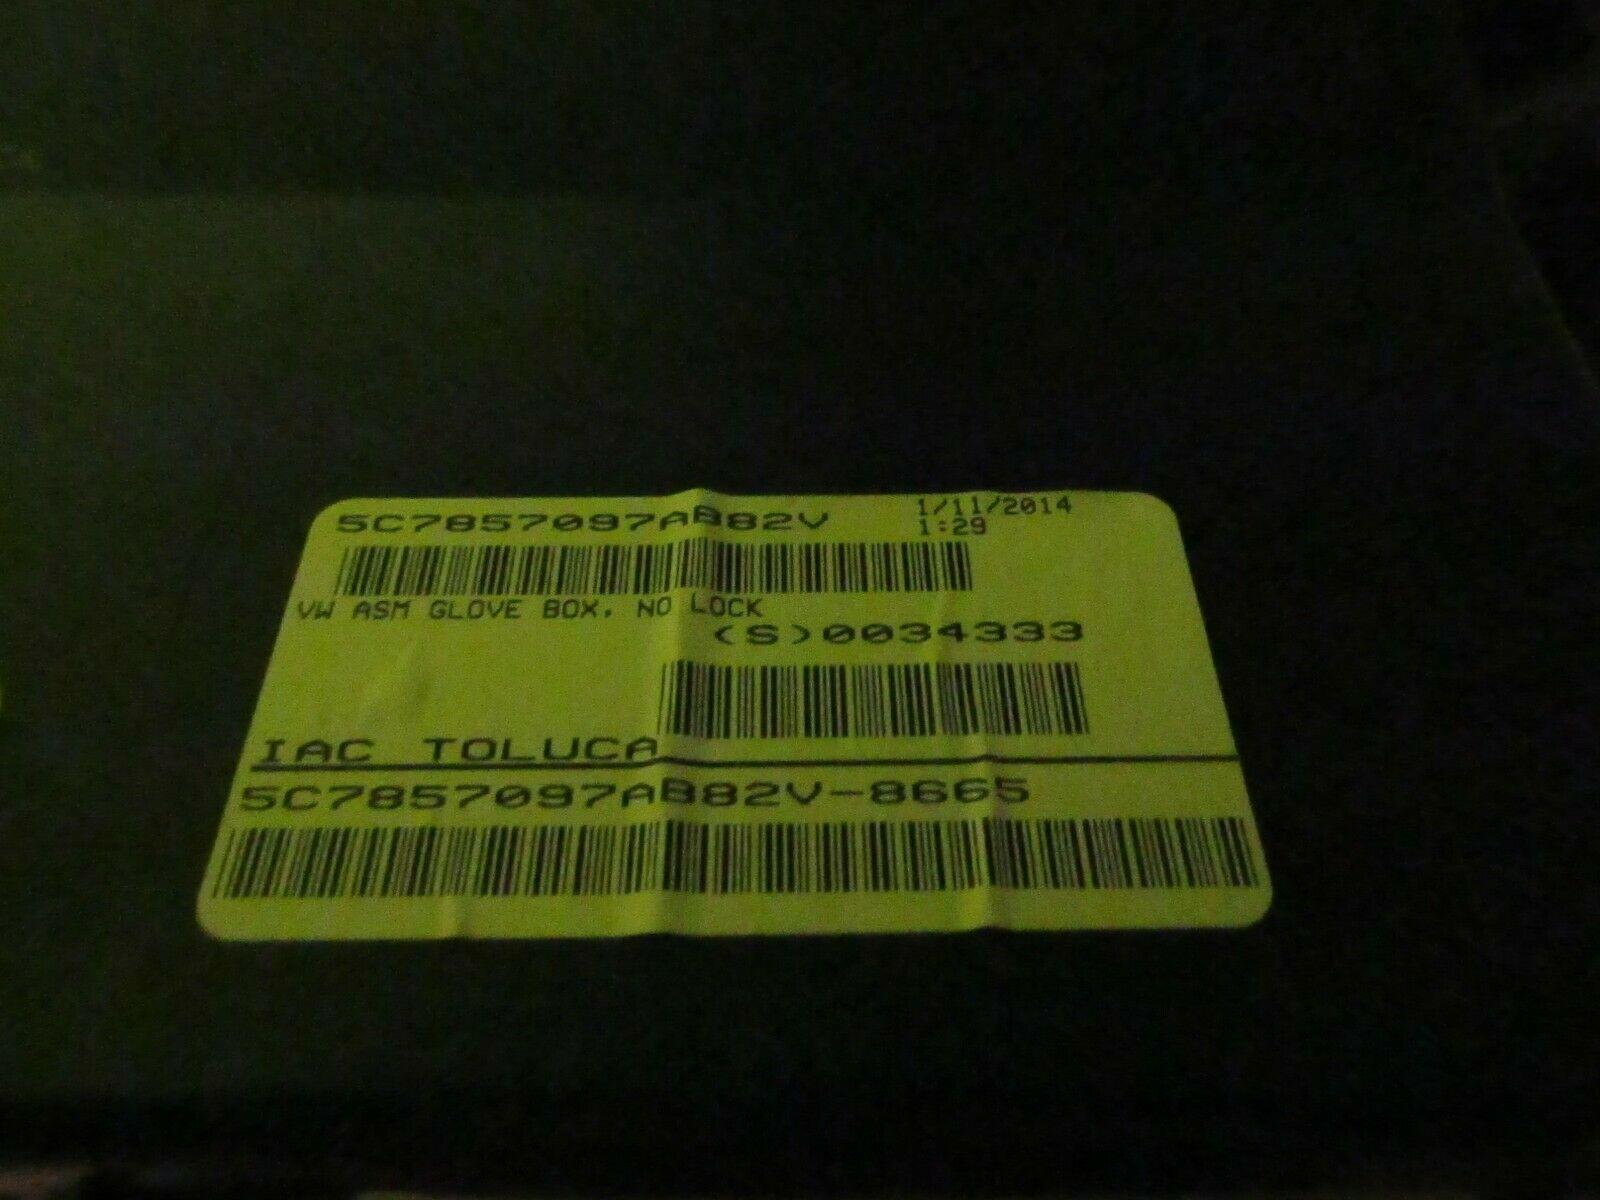 5C7857097AB82V 1/11/2014
1:29
VW ASM GLOVE BOX, NO LOCK
(S)0034333
IAC TOLUCA
5C7857097AB82V-8665